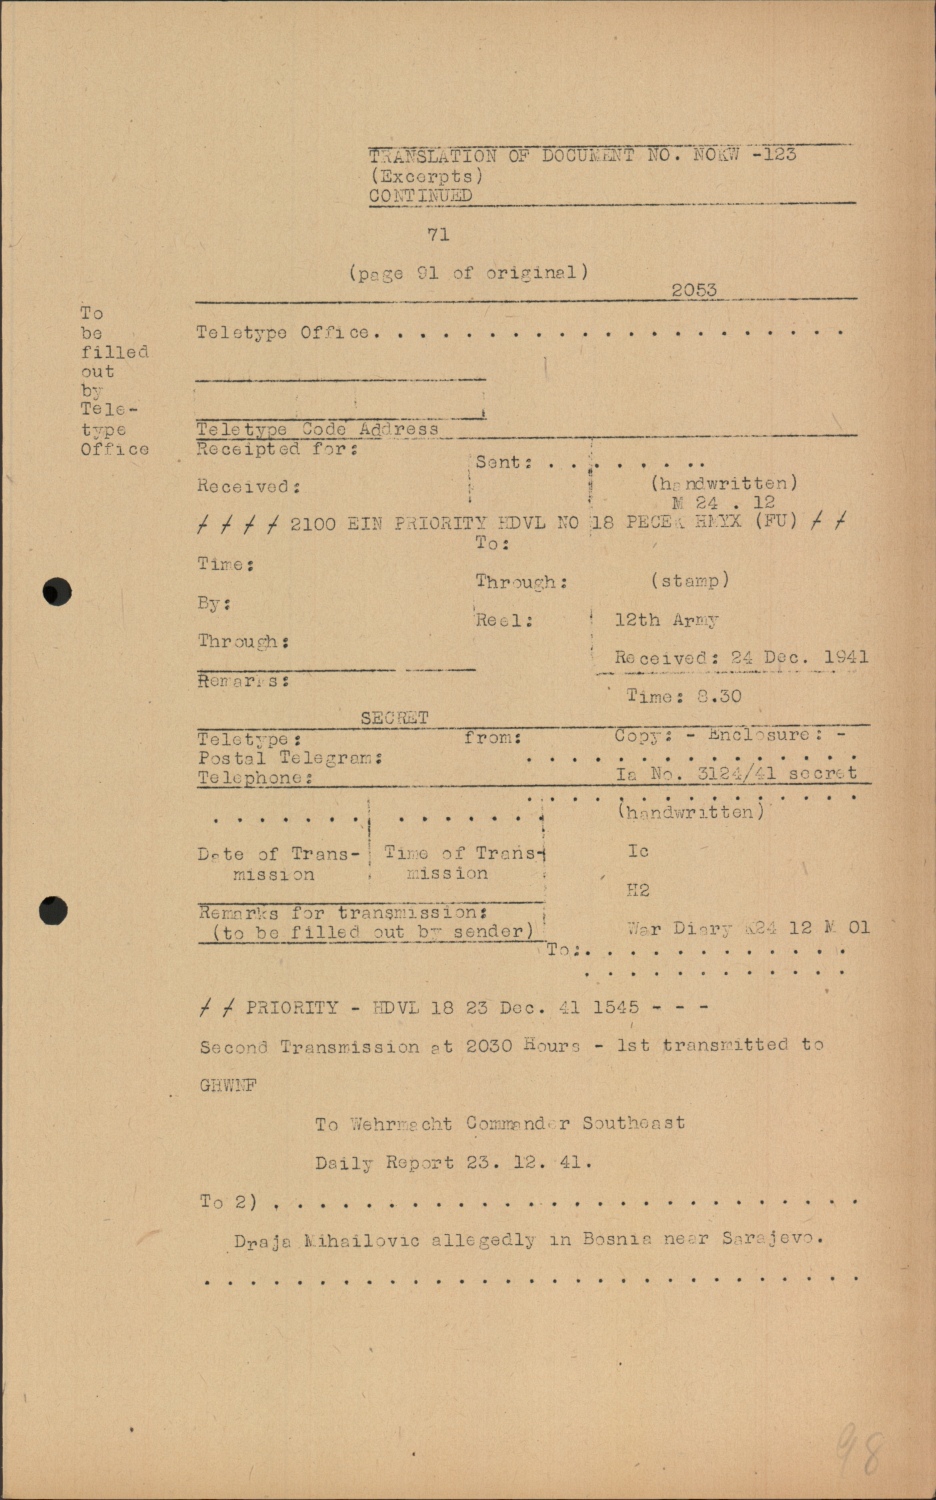 TRANSLATION OF DOCUMENT NO. NOKW -123
(Excerpts)
CONTINUED
71
(page 91 of original)
2053
To
be
filled
out
by
Tele-
type
Office
Teletype Office. . . . . . . . . . . . . . . . . . . . .
Teletype Code Address
Receipted for:
Sent: . . . . . . . ..
Received:
(handwritten)
M 24 . 12
/ / / / 2100 EIN PRIORITY HDVL NO 18 PECEK HMYX (FU) / /
To:
Time:
Through: (stamp)
By:
Reel: 12th Army
Through:
Received: 24 Dec. 1941
Remarks:
Time: 8.30
SECRET
Teletype: from: Copy: - Enclosure: -
Postal Telegram: . . . . . . . . . . . . . . .
Telephone: Ia No. 3124/41 secret
. . . . . . . . . . . . . . .
. . . . . . . . . . . . . (handwritten)
Date of Trans- Time of Trans- Ic
mission mission
H2
Remarks for transmission:
(to be filled out by sender) War Diary K24 12 M 01
To:. . . . . . . . . . . .
. . . . . . . . . . . .
/ / PRIORITY - HDVL 18 23 Dec. 41 1545 - - -
Second Transmission at 2030 Hours - 1st transmitted to
GHWNF
To Wehrmacht Commander Southeast
Daily Report 23. 12. 41.
To 2) . . . . . . . . . . . . . . . . . . . . . . . . . .
Draja Mihailovic allegedly in Bosnia near Sarajevo.
. . . . . . . . . . . . . . . . . . . . . . . . . . . . .
98